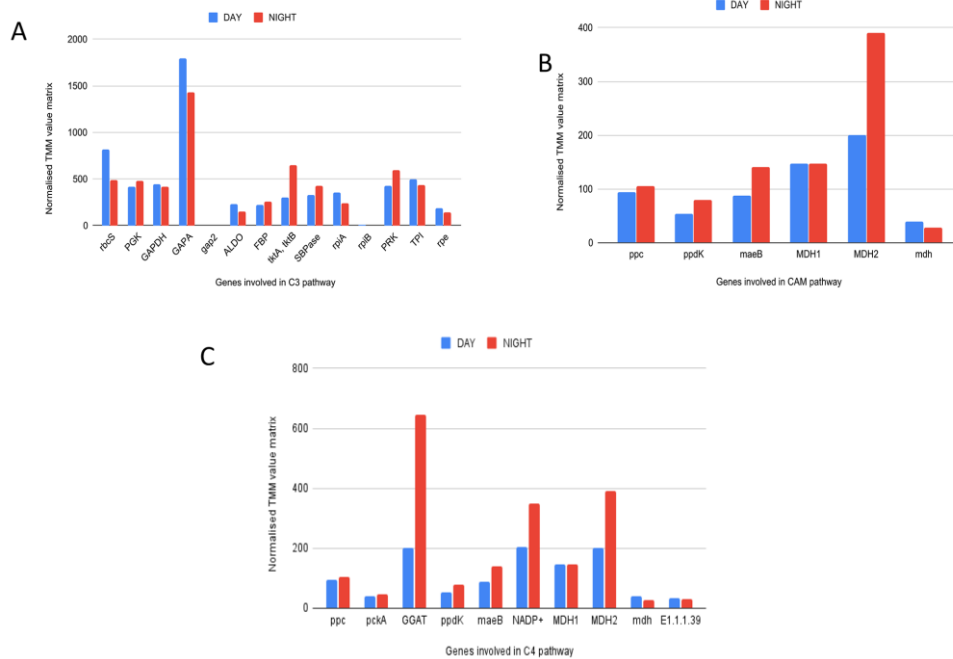 A
DAY NIGHT
Normalised TMM value matrix
2000
1500
1000
500
0
rbcS PGK GAPDH GAPA gap2 ALDO FBP tktA, tktB SBPase rpiA rpiB PRK TPI rpe
Genes involved in C3 pathway
B
DAY NIGHT
Normalised TMM value matrix
400
300
200
100
0
ppc ppdK maeB MDH1 MDH2 mdh
Genes involved in CAM pathway
C
DAY NIGHT
Normalised TMM value matrix
800
600
400
200
0
ppc pckA GGAT ppdK maeB NADP+ MDH1 MDH2 mdh E1.1.1.39
Genes involved in C4 pathway